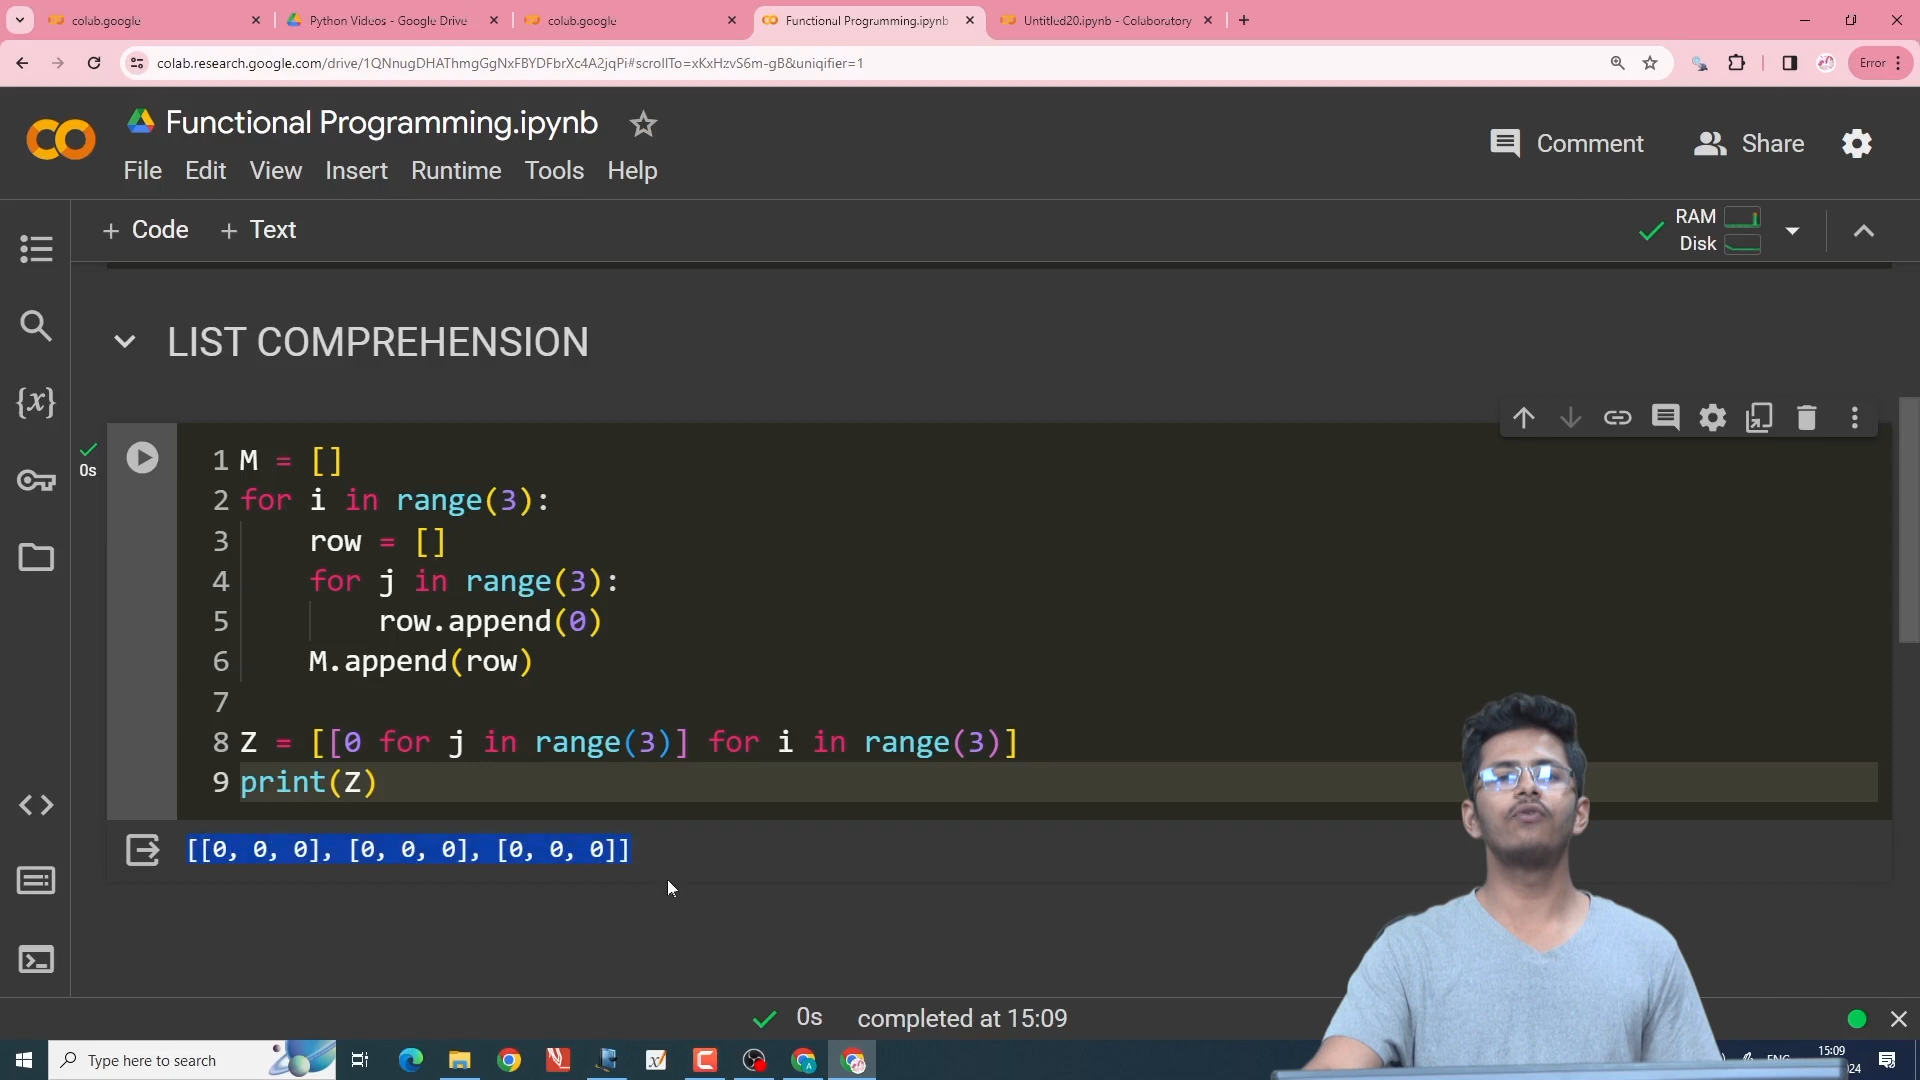 colab.google
Python Videos - Google Drive
colab.google
Functional Programming.ipynb
Untitled20.ipynb - Colaboratory
colab.research.google.com/drive/1QNnugDHAThmgGgNxFBYDFbrXc4A2jqPi#scrollTo=xKxHzvS6m-gB&uniqifier=1
Error
CO
Functional Programming.ipynb
Comment
Share
File Edit View Insert Runtime Tools Help
+ Code + Text
RAM
Disk
LIST COMPREHENSION
{x}
0s
1 M = []
2 for i in range(3):
3 row = []
4 for j in range(3):
5 row.append(0)
6 M.append(row)
7
8 Z = [[0 for j in range(3)] for i in range(3)]
9 print(Z)
[[0, 0, 0], [0, 0, 0], [0, 0, 0]]
0s completed at 15:09
Type here to search
15:09